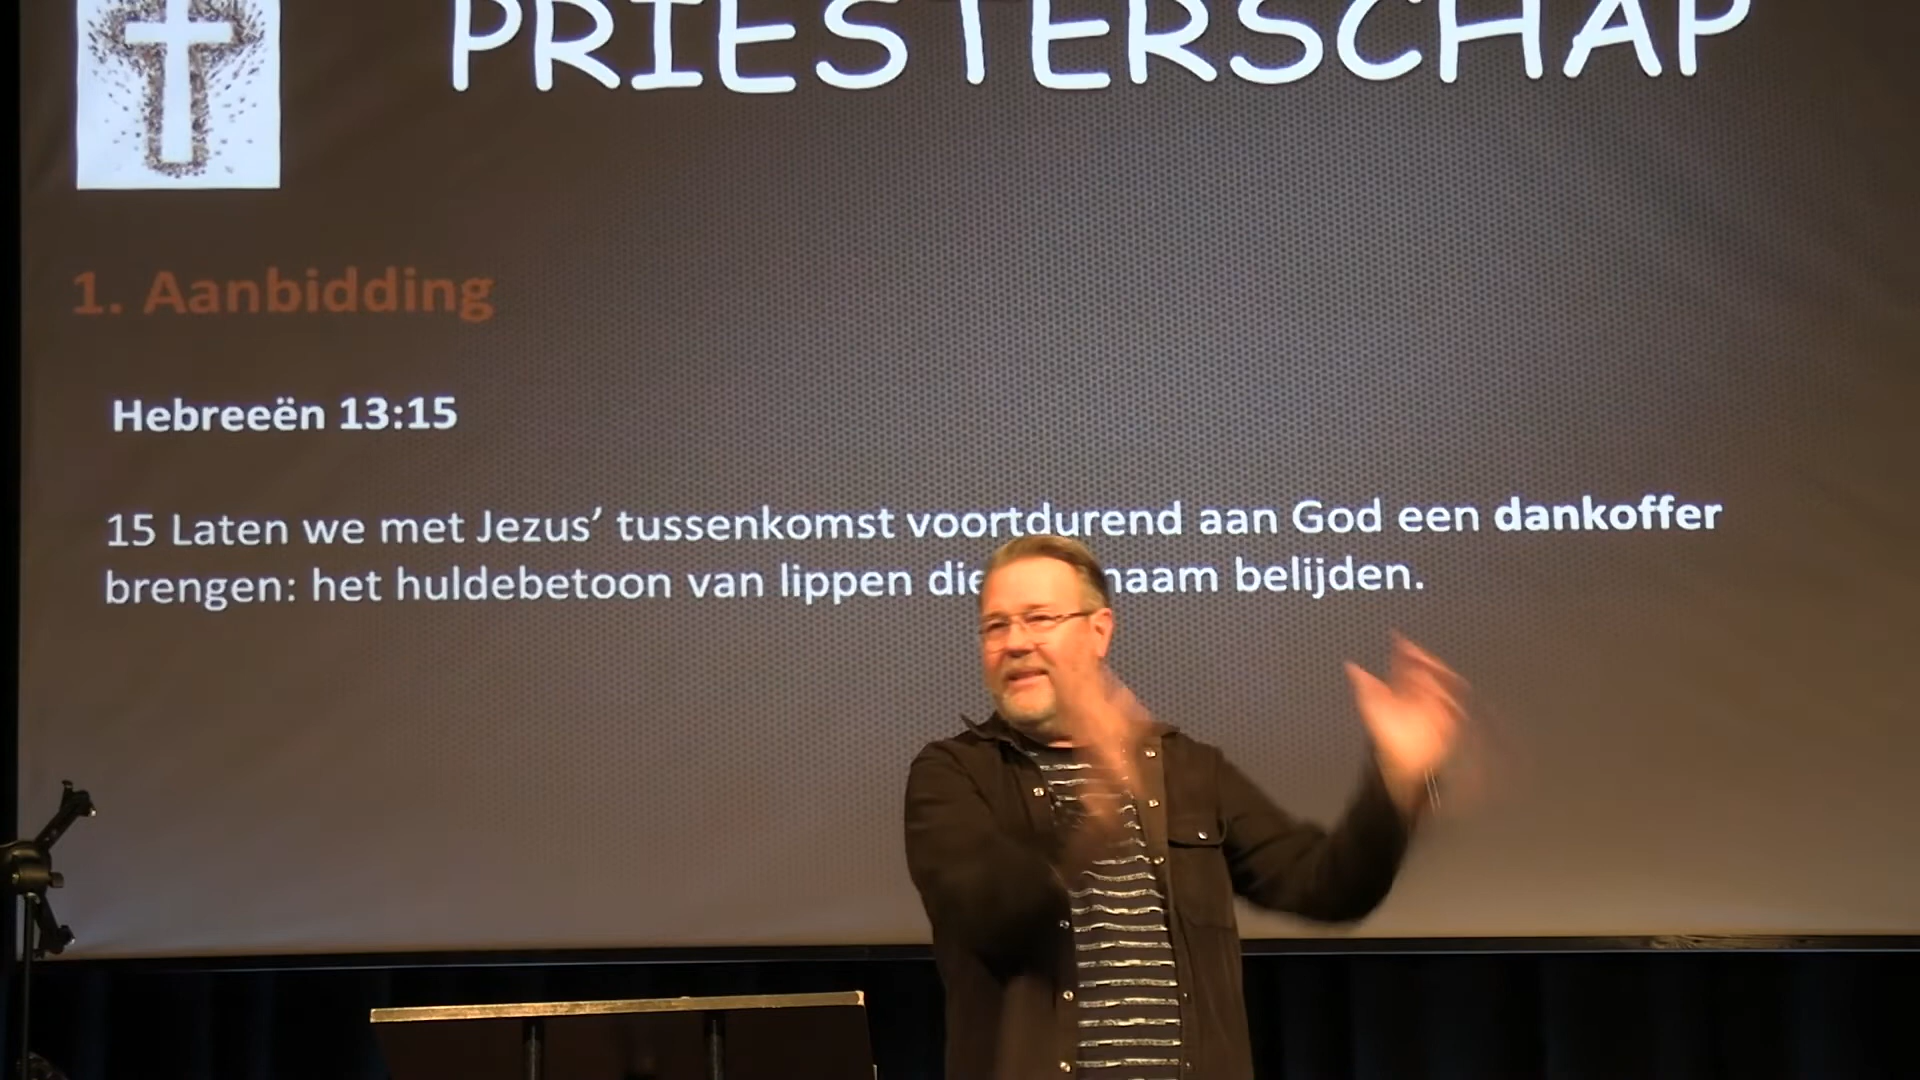 PRIESTERSCHAP
1. Aanbidding
Hebreeën 13:15
15 Laten we met Jezus’ tussenkomst voortdurend aan God een dankoffer
brengen: het huldebetoon van lippen die naam belijden.